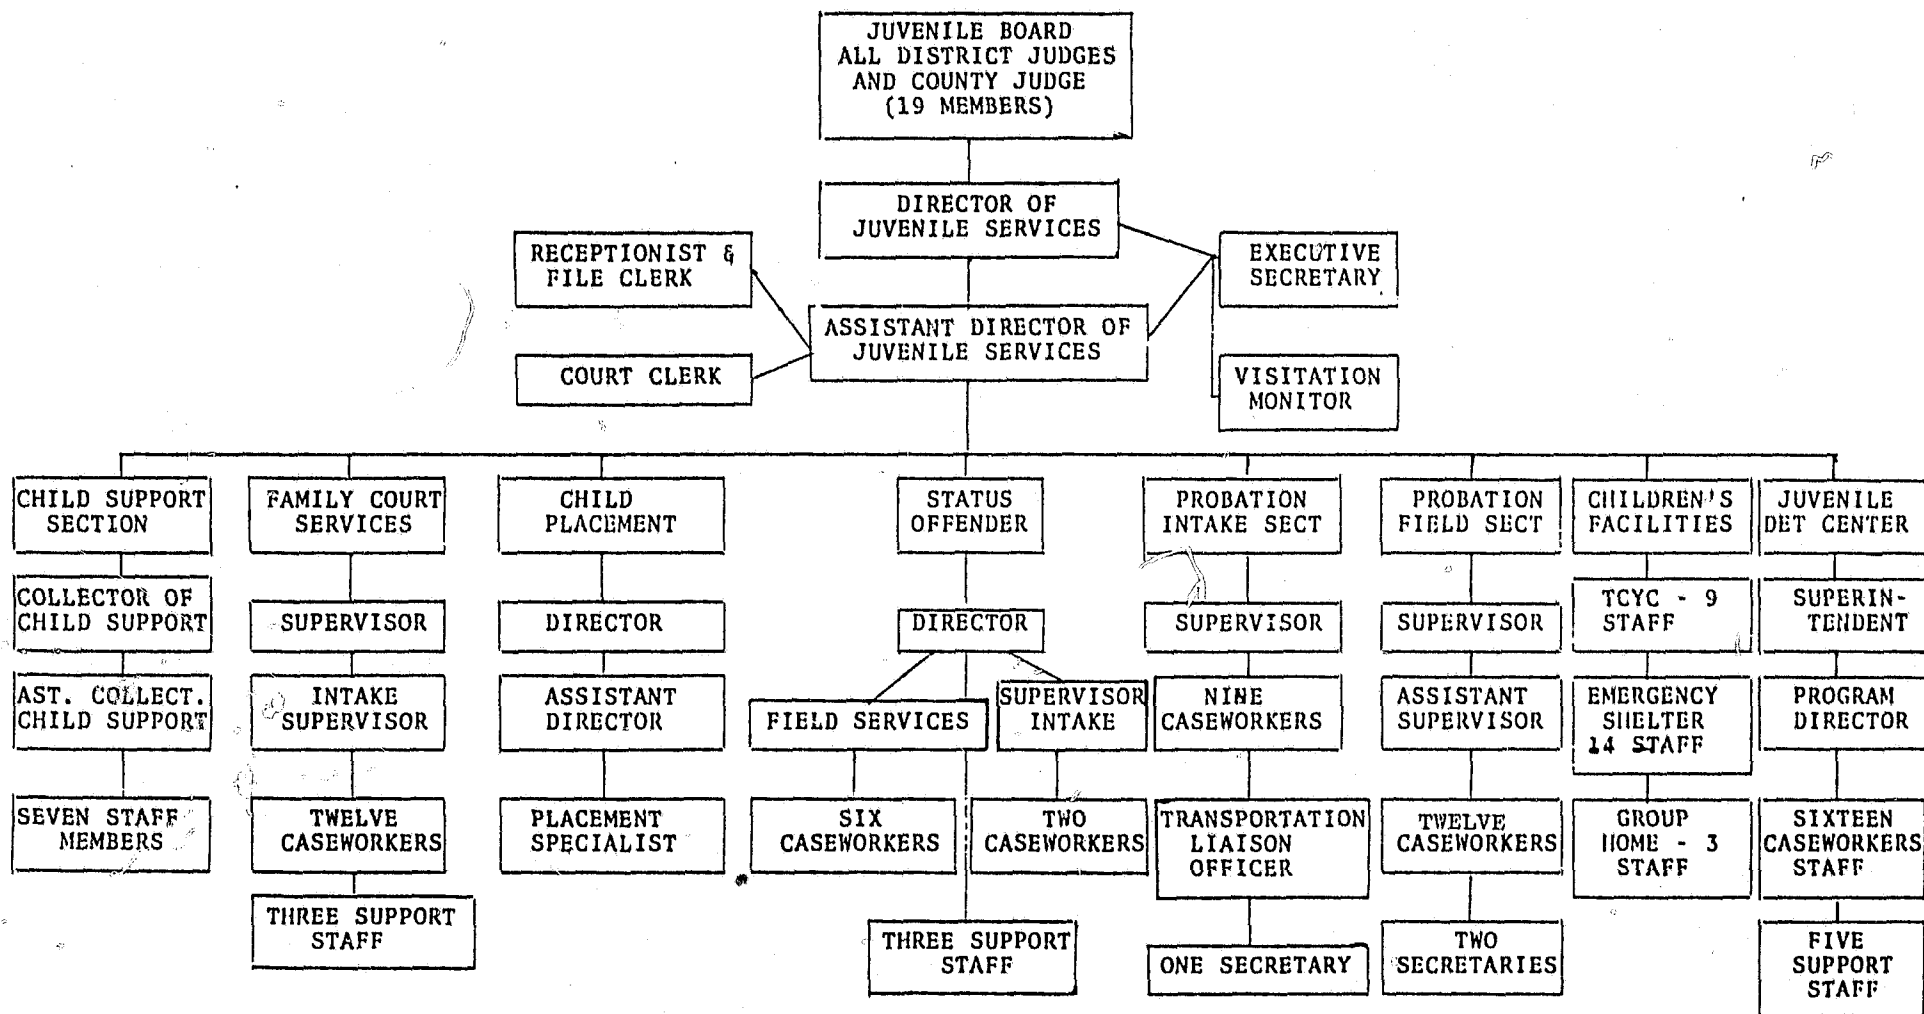 JUVENILE BOARD
ALL DISTRICT JUDGES
AND COUNTY JUDGE
(19 MEMBERS)
DIRECTOR OF
JUVENILE SERVICES
RECEPTIONIST &
FILE CLERK
EXECUTIVE
SECRETARY
ASSISTANT DIRECTOR OF
JUVENILE SERVICES
COURT CLERK
VISITATION
MONITOR
CHILD SUPPORT
SECTION
COLLECTOR OF
CHILD SUPPORT
AST. COLLECT.
CHILD SUPPORT
SEVEN STAFF
MEMBERS
FAMILY COURT
SERVICES
SUPERVISOR
INTAKE
SUPERVISOR
TWELVE
CASEWORKERS
THREE SUPPORT
STAFF
CHILD
PLACEMENT
DIRECTOR
ASSISTANT
DIRECTOR
PLACEMENT
SPECIALIST
STATUS
OFFENDER
DIRECTOR
FIELD SERVICES
SUPERVISOR
INTAKE
SIX
CASEWORKERS
TWO
CASEWORKERS
THREE SUPPORT
STAFF
PROBATION
INTAKE SECT
SUPERVISOR
NINE
CASEWORKERS
TRANSPORTATION
LIAISON
OFFICER
ONE SECRETARY
PROBATION
FIELD SECT
SUPERVISOR
ASSISTANT
SUPERVISOR
TWELVE
CASEWORKERS
TWO
SECRETARIES
CHILDREN'S
FACILITIES
TCYC - 9
STAFF
EMERGENCY
SHELTER
14 STAFF
GROUP
HOME - 3
STAFF
JUVENILE
DET CENTER
SUPERIN-
TENDENT
PROGRAM
DIRECTOR
SIXTEEN
CASEWORKERS
STAFF
FIVE
SUPPORT
STAFF